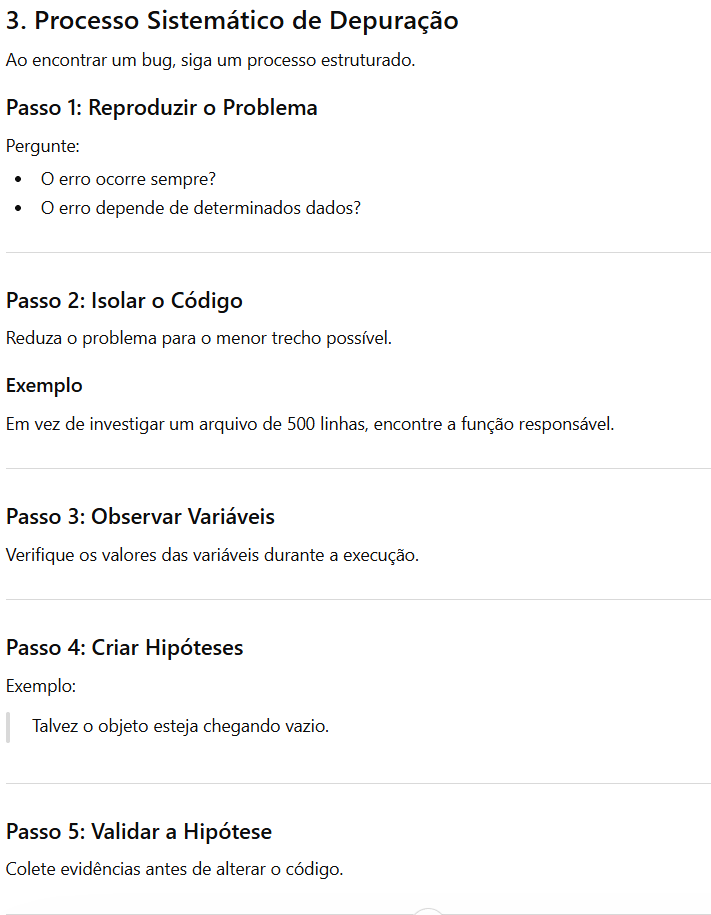 3. Processo Sistemático de Depuração
Ao encontrar um bug, siga um processo estruturado.
Passo 1: Reproduzir o Problema
Pergunte:
• O erro ocorre sempre?
• O erro depende de determinados dados?
Passo 2: Isolar o Código
Reduza o problema para o menor trecho possível.
Exemplo
Em vez de investigar um arquivo de 500 linhas, encontre a função responsável.
Passo 3: Observar Variáveis
Verifique os valores das variáveis durante a execução.
Passo 4: Criar Hipóteses
Exemplo:
Talvez o objeto esteja chegando vazio.
Passo 5: Validar a Hipótese
Colete evidências antes de alterar o código.